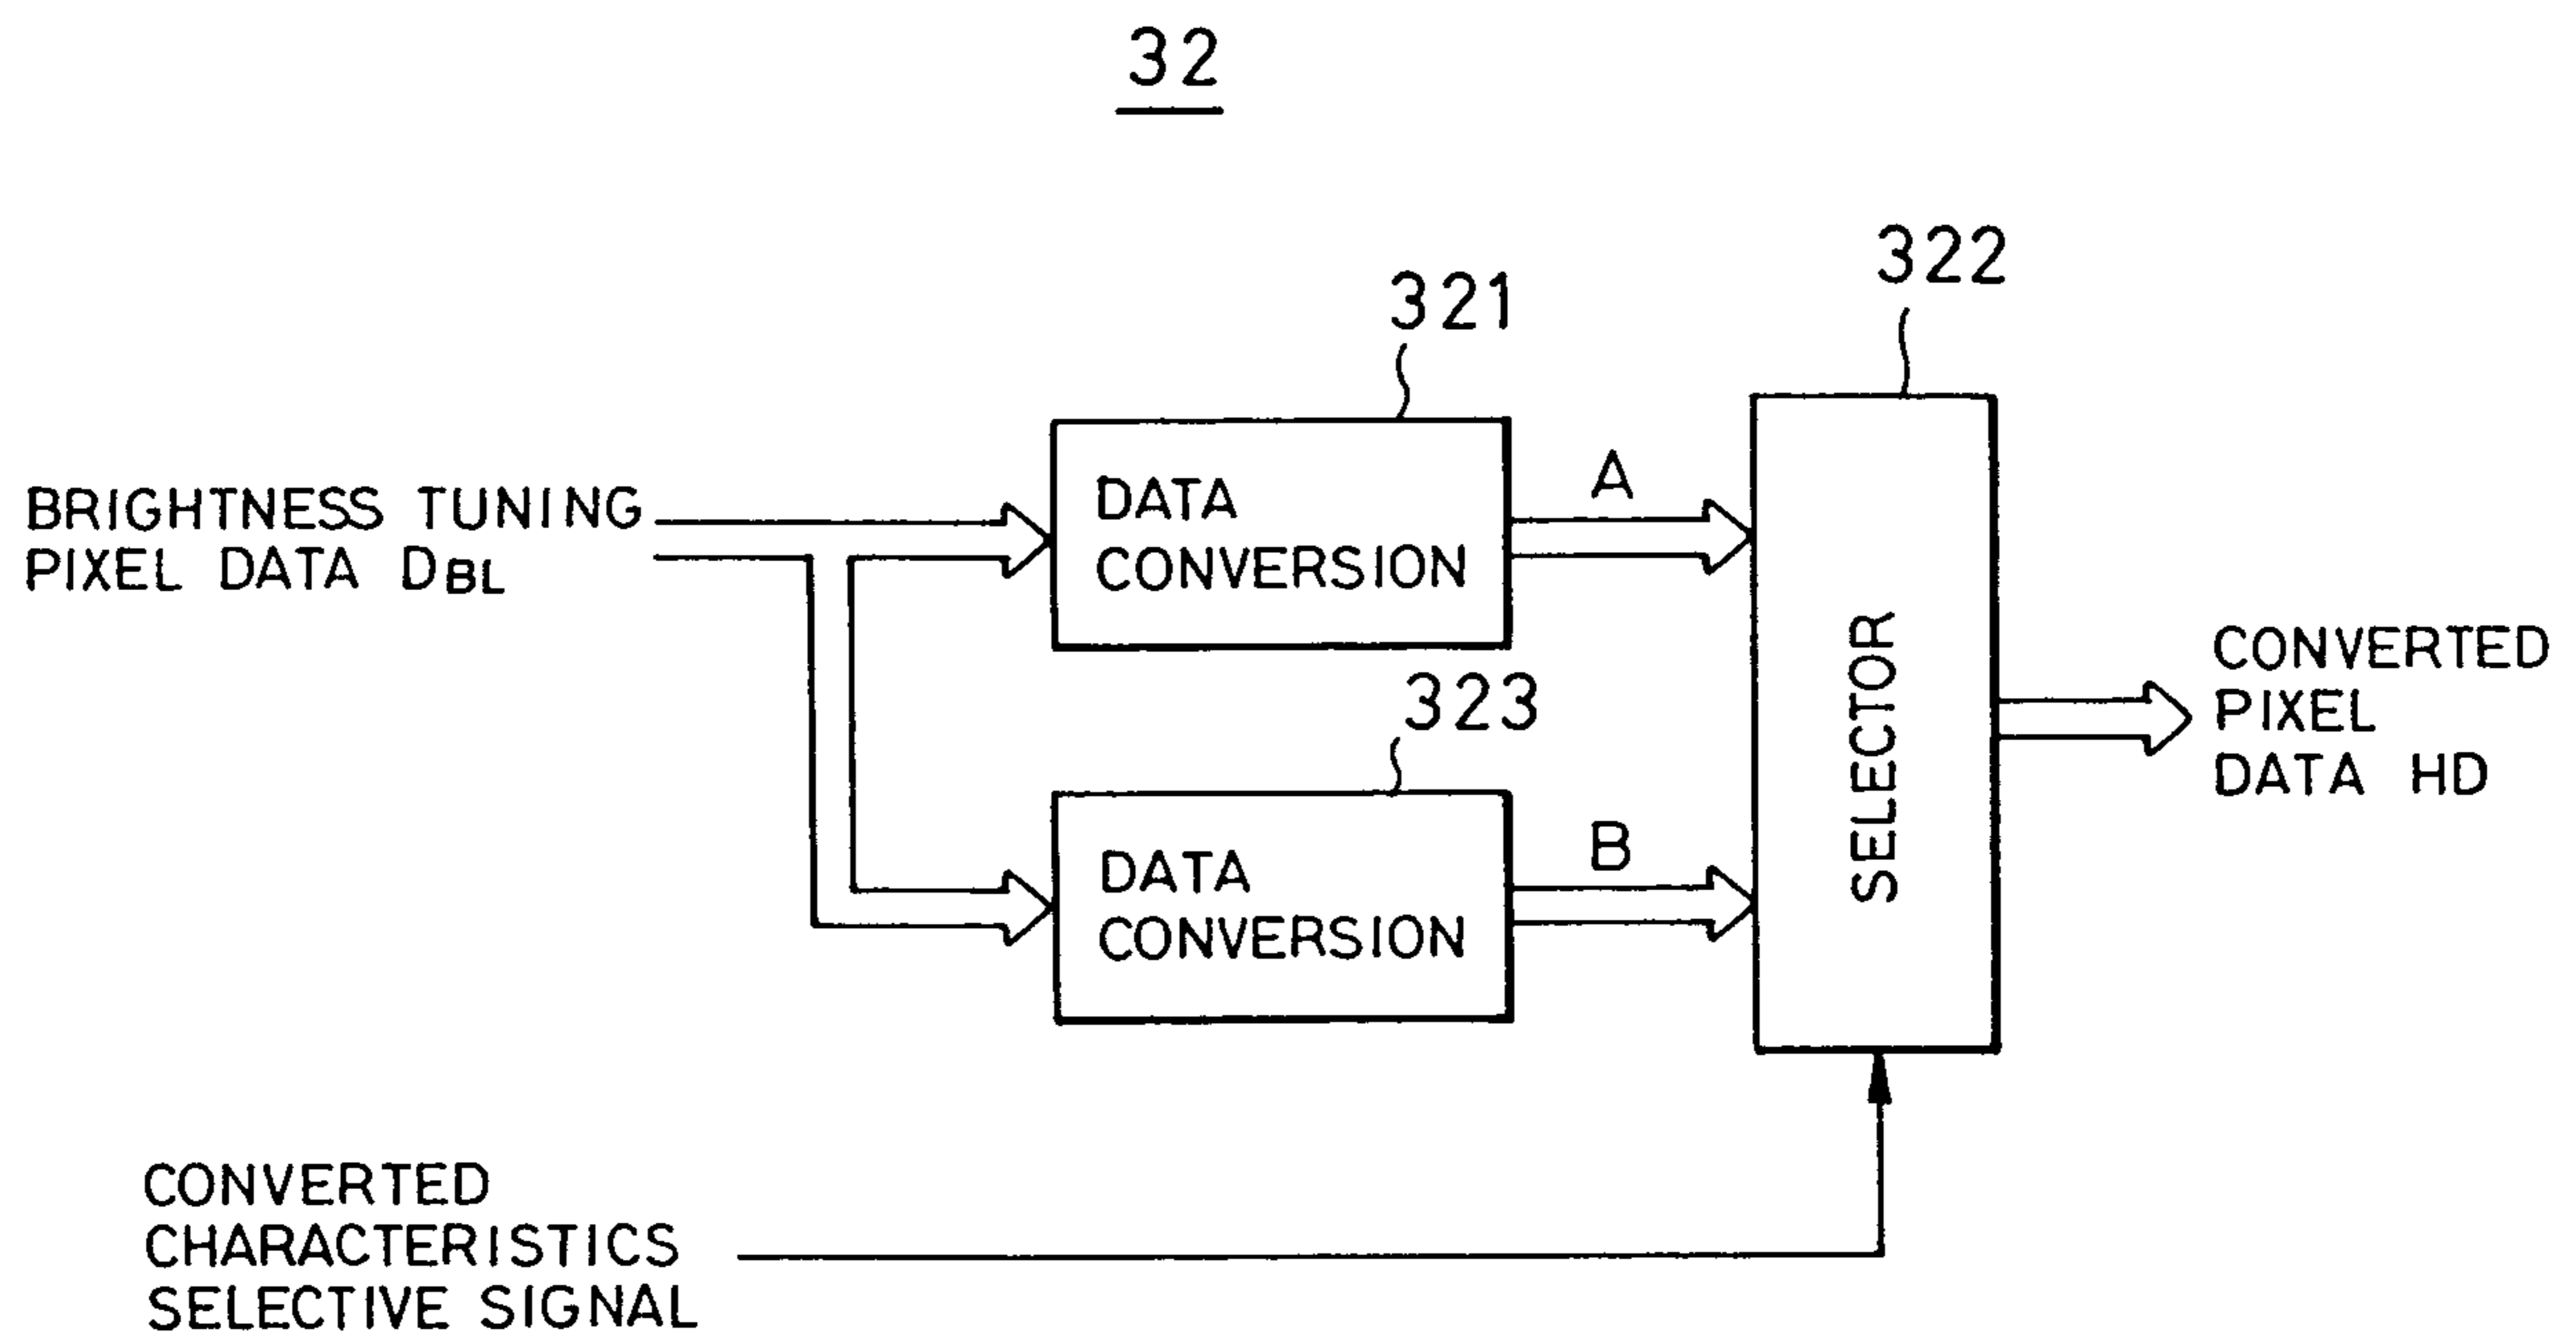 32
322
321
A
BRIGHTNESS TUNING
PIXEL DATA DBL
DATA
CONVERSION
SELECTOR
323
B
DATA
CONVERSION
CONVERTED
PIXEL
DATA HD
CONVERTED
CHARACTERISTICS
SELECTIVE SIGNAL